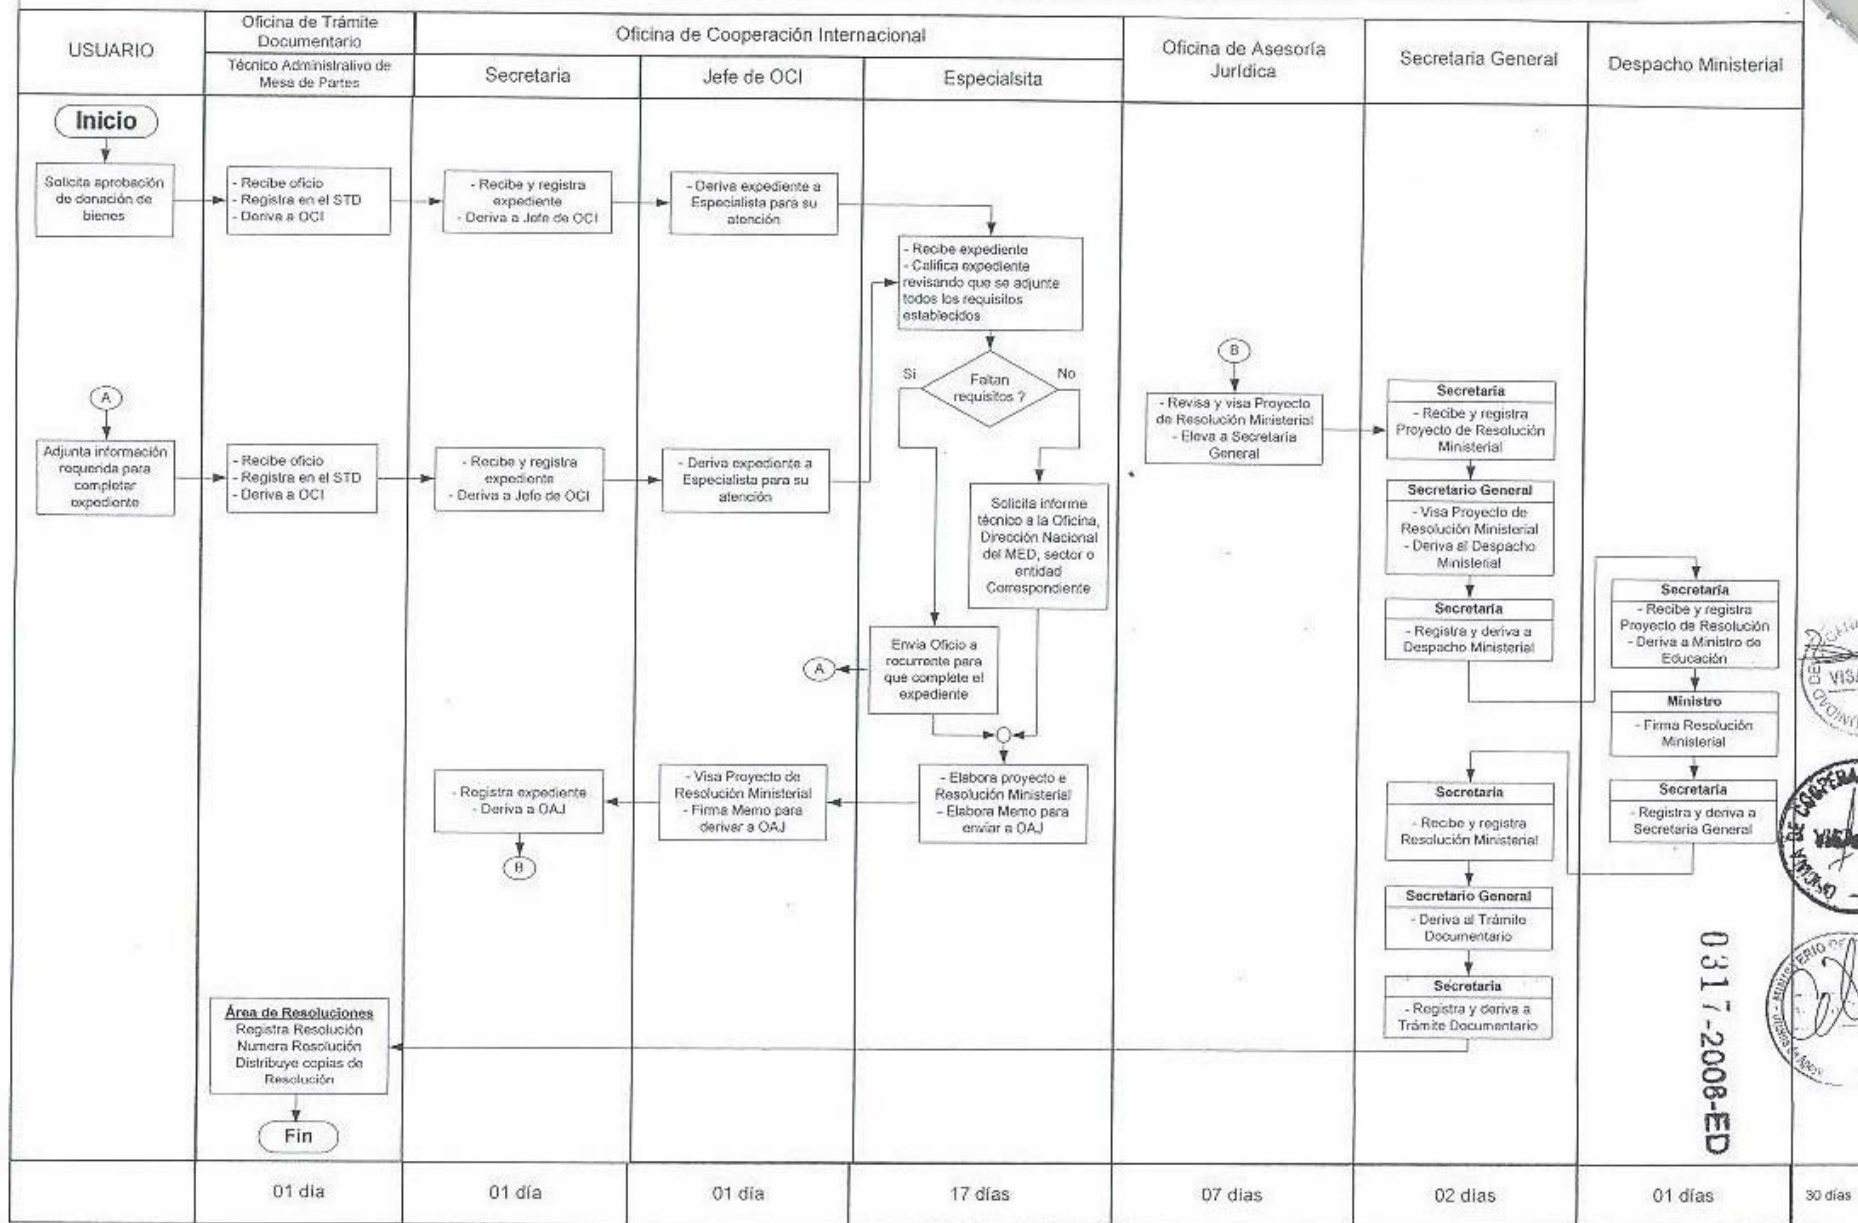 USUARIO
Oficina de Trámite
Documentario
Técnico Administrativo de
Mesa de Partes
Oficina de Cooperación Internacional
Secretaria
Jefe de OCI
Especialsita
Oficina de Asesoría
Jurídica
Secretaria General
Despacho Ministerial
Inicio
Solicita aprobación
de donación de
bienes
- Recibe oficio
- Registra en el STD
- Deriva a OCI
- Recibe y registra
expediente
- Deriva a Jefe de OCI
- Deriva expediente a
Especialista para su
atención
- Recibe expediente
- Califica expediente
revisando que se adjunte
todos los requisitos
establecidos
Si
Faltan
requisitos ?
No
A
Adjunta información
requerida para
completar
expediente
- Recibe oficio
- Registra en el STD
- Deriva a OCI
- Recibe y registra
expediente
- Deriva a Jefe de OCI
- Deriva expediente a
Especialista para su
atención
Solicita informe
técnico a la Oficina,
Dirección Nacional
del MED, sector o
entidad
Correspondiente
Envia Oficio a
recurrente para
que complete el
expediente
A
- Elabora proyecto e
Resolución Ministerial
- Elabora Memo para
enviar a OAJ
- Visa Proyecto de
Resolución Ministerial
- Firma Memo para
derivar a OAJ
- Registra expediente
- Deriva a OAJ
B
B
- Revisa y visa Proyecto
de Resolución Ministerial
- Eleva a Secretaria
General
Secretaria
- Recibe y registra
Proyecto de Resolución
Ministerial
Secretario General
- Visa Proyecto de
Resolución Ministerial
- Deriva al Despacho
Ministerial
Secretaría
- Registra y deriva a
Despacho Ministerial
Secretaría
- Recibe y registra
Proyecto de Resolución
- Deriva a Ministro de
Educación
Ministro
- Firma Resolución
Ministerial
Secretaría
- Registra y deriva a
Secretaria General
Secretaria
- Recibe y registra
Resolución Ministerial
Secretario General
- Deriva al Trámite
Documentario
Secretaria
- Registra y deriva a
Trámite Documentario
Área de Resoluciones
Registra Resolución
Numera Resolución
Distribuye copias de
Resolución
Fin
0317-2008-ED
OFICINA DE COOPERA
01 día
01 día
01 día
17 días
07 dias
02 dias
01 días
30 días